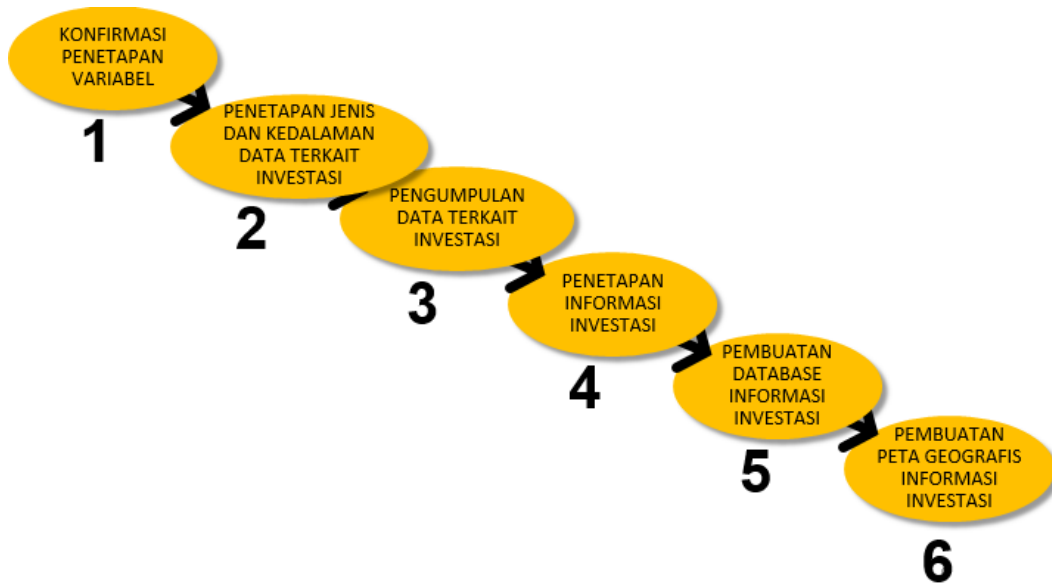 KONFIRMASI
PENETAPAN
VARIABEL
1
PENETAPAN JENIS
DAN KEDALAMAN
DATA TERKAIT
INVESTASI
2
PENGUMPULAN
DATA TERKAIT
INVESTASI
3
PENETAPAN
INFORMASI
INVESTASI
4
PEMBUATAN
DATABASE
INFORMASI
INVESTASI
5
PEMBUATAN
PETA GEOGRAFIS
INFORMASI
INVESTASI
6